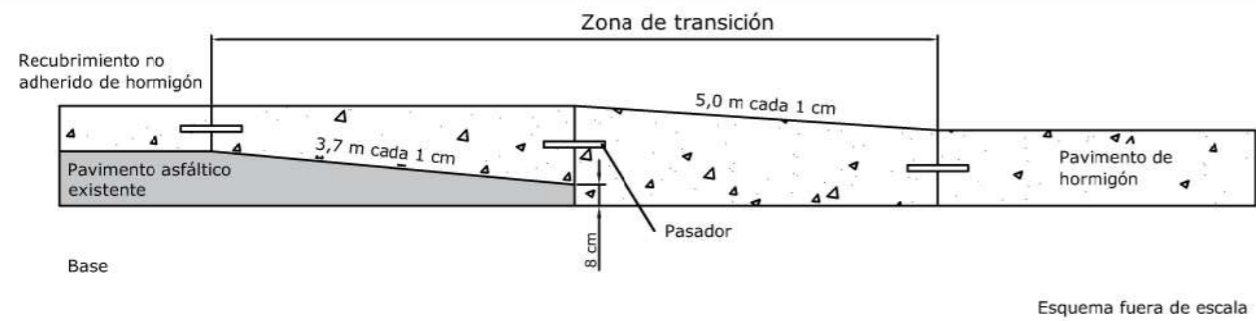 Zona de transición
Recubrimiento no
adherido de hormigón
5,0 m cada 1 cm
3,7 m cada 1 cm
Pavimento asfáltico
existente
Pavimento de
hormigón
Pasador
8 cm
Base
Esquema fuera de escala